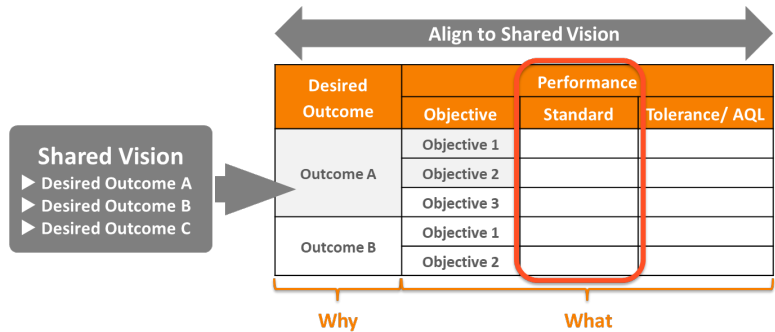 Align to Shared Vision
Desired
Outcome
Performance
Objective
Standard
Tolerance/ AQL
Shared Vision
Desired Outcome A
Desired Outcome B
Desired Outcome C
Outcome A
Objective 1
Objective 2
Objective 3
Outcome B
Objective 1
Objective 2
Why
What